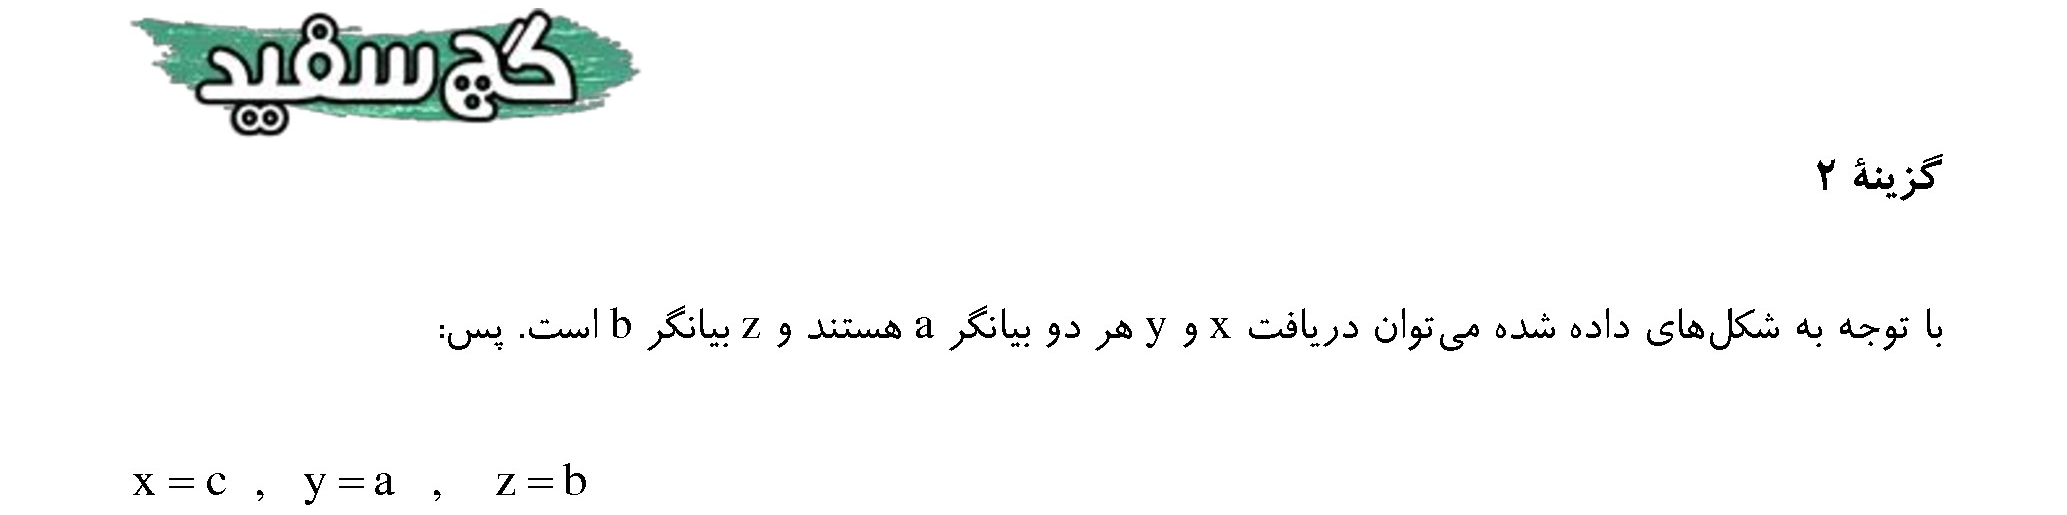 گچ سفید
گزینهٔ ۲
با توجه به شکل‌های داده شده می‌توان دریافت x و y هر دو بیانگر a هستند و z بیانگر b است. پس:
x = c , y = a , z = b